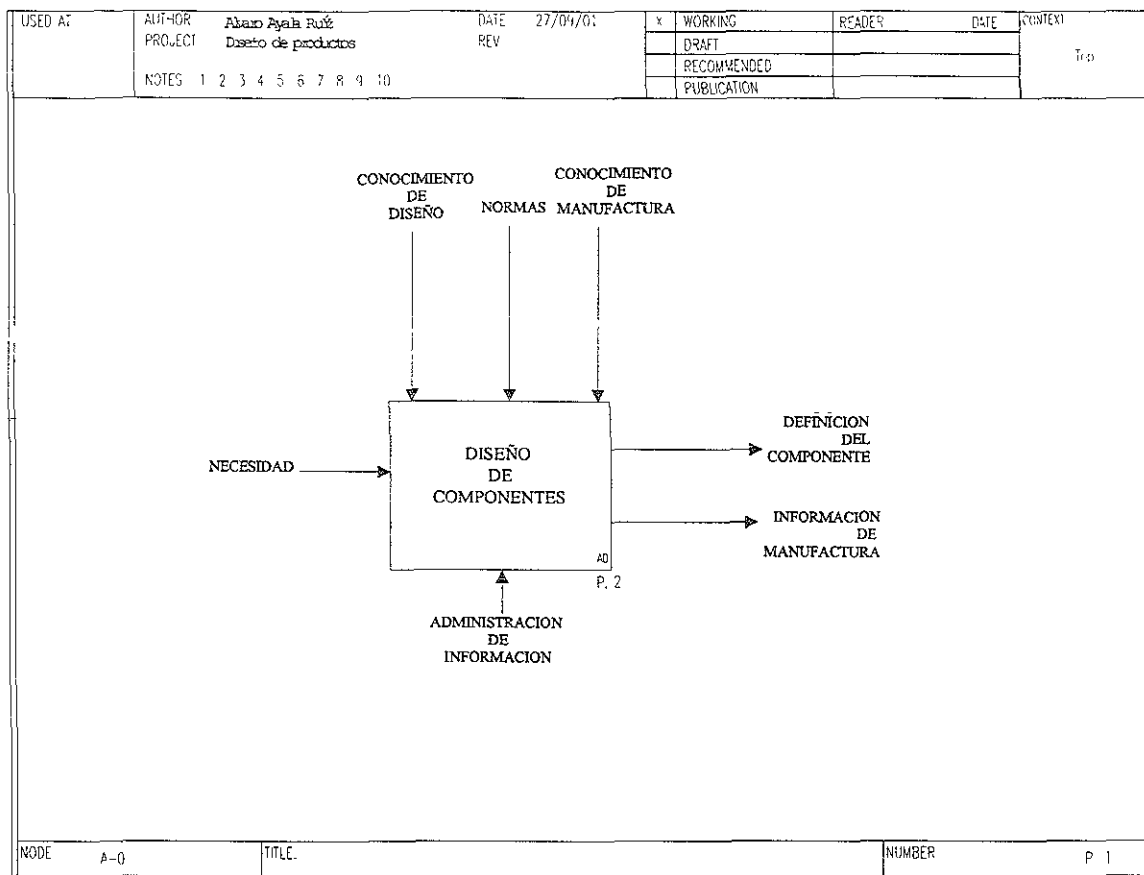 USED AT
AUTHOR Alvaro Ayala Ruíz
DATE 27/09/01
x WORKING
READER DATE
CONTEXT
PROJECT Diseño de productos
REV
DRAFT
Top
RECOMMENDED
NOTES 1 2 3 4 5 6 7 8 9 10
PUBLICATION
CONOCIMIENTO
DE
DISEÑO
NORMAS
CONOCIMIENTO
DE
MANUFACTURA
NECESIDAD
DISEÑO
DE
COMPONENTES
A0
P. 2
DEFINICION
DEL
COMPONENTE
INFORMACION
DE
MANUFACTURA
ADMINISTRACION
DE
INFORMACION
NODE A-0
TITLE.
NUMBER P 1